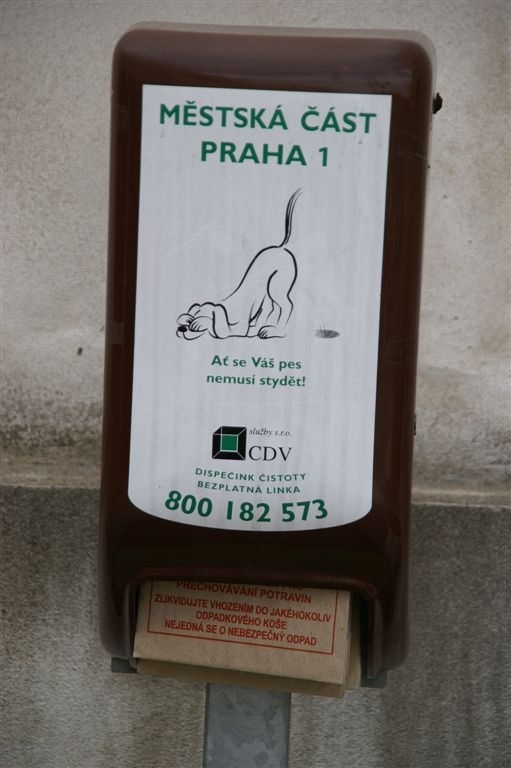 MĚSTSKÁ ČÁST
PRAHA 1
Ať se Váš pes
nemusí stydět!
služby s.r.o.
CDV
DISPEČINK ČISTOTY
BEZPLATNÁ LINKA
800 182 573
PŘECHOVÁVÁNÍ POTRAVIN
ZLIKVIDUJTE VHOZENÍM DO JAKÉHOKOLIV
ODPADKOVÉHO KOŠE
NEJEDNÁ SE O NEBEZPEČNÝ ODPAD